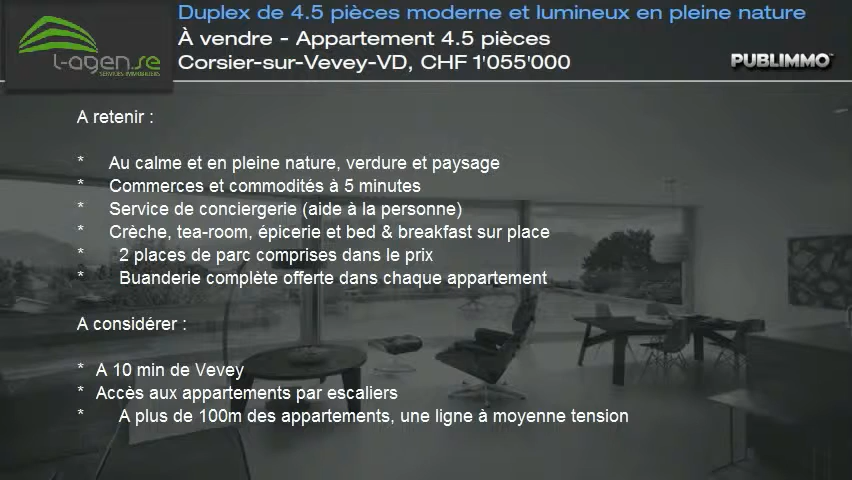 Duplex de 4.5 pièces moderne et lumineux en pleine nature
À vendre - Appartement 4.5 pièces
Corsier-sur-Vevey-VD, CHF 1'055'000
l-agence
SERVICES IMMOBILIERS
PUBLIMMO
A retenir :
* Au calme et en pleine nature, verdure et paysage
* Commerces et commodités à 5 minutes
* Service de conciergerie (aide à la personne)
* Crèche, tea-room, épicerie et bed & breakfast sur place
* 2 places de parc comprises dans le prix
* Buanderie complète offerte dans chaque appartement
A considérer :
* A 10 min de Vevey
* Accès aux appartements par escaliers
* A plus de 100m des appartements, une ligne à moyenne tension